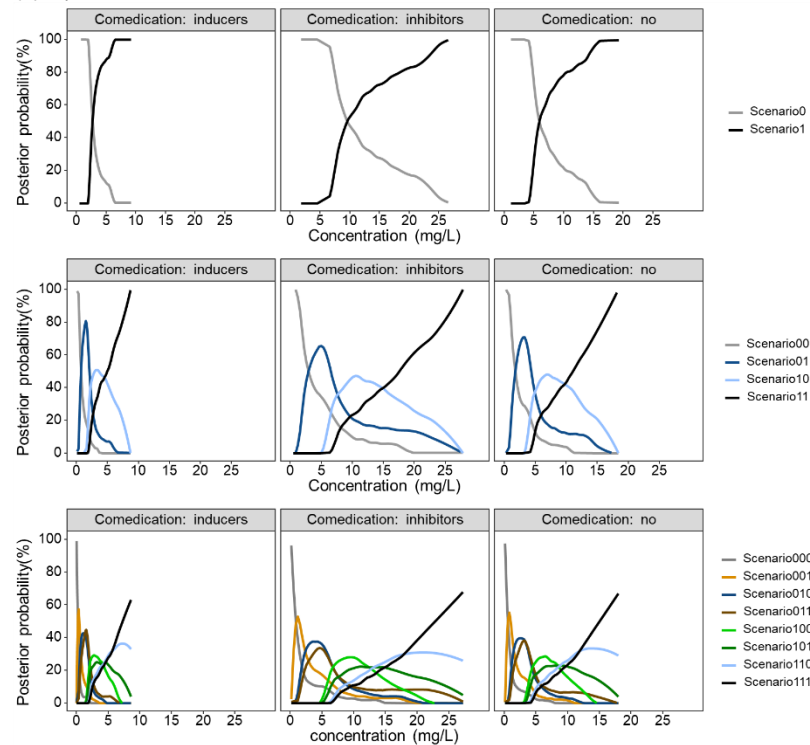 Comedication: inducers
Comedication: inhibitors
Comedication: no
Posterior probability(%)
100
80
60
40
20
0
0 5 10 15 20 25
0 5 10 15 20 25
0 5 10 15 20 25
Concentration (mg/L)
Scenario0
Scenario1
Comedication: inducers
Comedication: inhibitors
Comedication: no
Posterior probability(%)
100
80
60
40
20
0
0 5 10 15 20 25
0 5 10 15 20 25
0 5 10 15 20 25
Concentration (mg/L)
Scenario00
Scenario01
Scenario10
Scenario11
Comedication: inducers
Comedication: inhibitors
Comedication: no
Posterior probability(%)
100
80
60
40
20
0
0 5 10 15 20 25
0 5 10 15 20 25
0 5 10 15 20 25
concentration (mg/L)
Scenario000
Scenario001
Scenario010
Scenario011
Scenario100
Scenario101
Scenario110
Scenario111